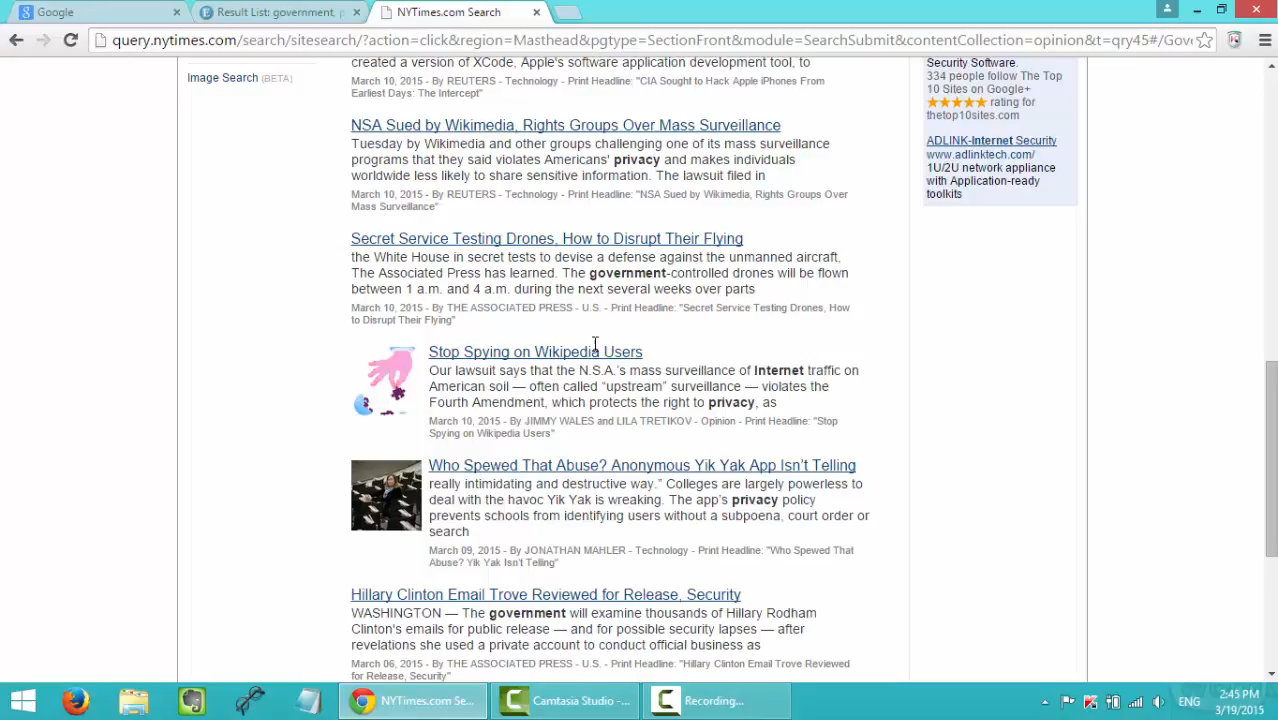 Google
Result List: government, p
NYTimes.com Search
query.nytimes.com/search/sitesearch/?action=click&region=Masthead&pgtype=SectionFront&module=SearchSubmit&contentCollection=opinion&t=qry45#/Gov
Image Search (BETA)
created a version of XCode, Apple's software application development tool, to
March 10, 2015 - By REUTERS - Technology - Print Headline: "CIA Sought to Hack Apple iPhones From
Earliest Days: The Intercept"
NSA Sued by Wikimedia, Rights Groups Over Mass Surveillance
Tuesday by Wikimedia and other groups challenging one of its mass surveillance
programs that they said violates Americans' privacy and makes individuals
worldwide less likely to share sensitive information. The lawsuit filed in
March 10, 2015 - By REUTERS - Technology - Print Headline: "NSA Sued by Wikimedia, Rights Groups Over
Mass Surveillance"
Secret Service Testing Drones, How to Disrupt Their Flying
the White House in secret tests to devise a defense against the unmanned aircraft,
The Associated Press has learned. The government-controlled drones will be flown
between 1 a.m. and 4 a.m. during the next several weeks over parts
March 10, 2015 - By THE ASSOCIATED PRESS - U.S. - Print Headline: "Secret Service Testing Drones, How
to Disrupt Their Flying"
Stop Spying on Wikipedia Users
Our lawsuit says that the N.S.A.'s mass surveillance of Internet traffic on
American soil — often called “upstream” surveillance — violates the
Fourth Amendment, which protects the right to privacy, as
March 10, 2015 - By JIMMY WALES and LILA TRETIKOV - Opinion - Print Headline: "Stop
Spying on Wikipedia Users"
Who Spewed That Abuse? Anonymous Yik Yak App Isn't Telling
really intimidating and destructive way.” Colleges are largely powerless to
deal with the havoc Yik Yak is wreaking. The app's privacy policy
prevents schools from identifying users without a subpoena, court order or
search
March 09, 2015 - By JONATHAN MAHLER - Technology - Print Headline: "Who Spewed That
Abuse? Yik Yak Isn't Telling"
Hillary Clinton Email Trove Reviewed for Release, Security
WASHINGTON — The government will examine thousands of Hillary Rodham
Clinton's emails for public release — and for possible security lapses — after
revelations she used a private account to conduct official business as
March 06, 2015 - By THE ASSOCIATED PRESS - U.S. - Print Headline: "Hillary Clinton Email Trove Reviewed
for Release, Security"
Security Software.
334 people follow The Top
10 Sites on Google+
rating for
thetop10sites.com
ADLINK-Internet Security
www.adlinktech.com/
1U/2U network appliance
with Application-ready
toolkits
NYTimes.com Se...
Camtasia Studio -...
Recording...
ENG
2:45 PM
3/19/2015